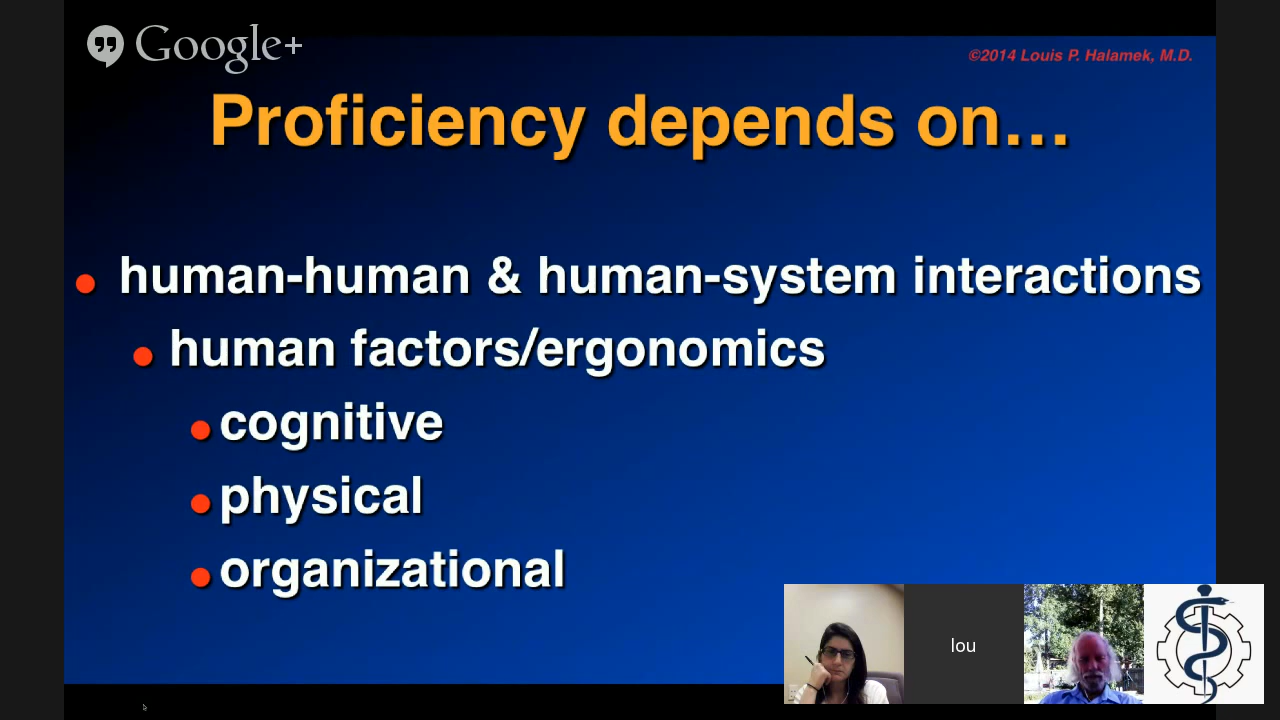 Google+
©2014 Louis P. Halamek, M.D.
Proficiency depends on…
human-human & human-system interactions
human factors/ergonomics
cognitive
physical
organizational
lou